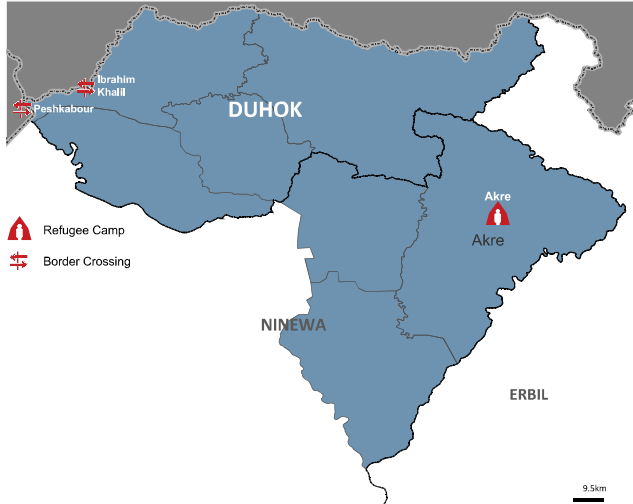 Ibrahim
Khalil
Peshkabour
DUHOK
Akre
Akre
Refugee Camp
Border Crossing
NINEWA
ERBIL
9.5km